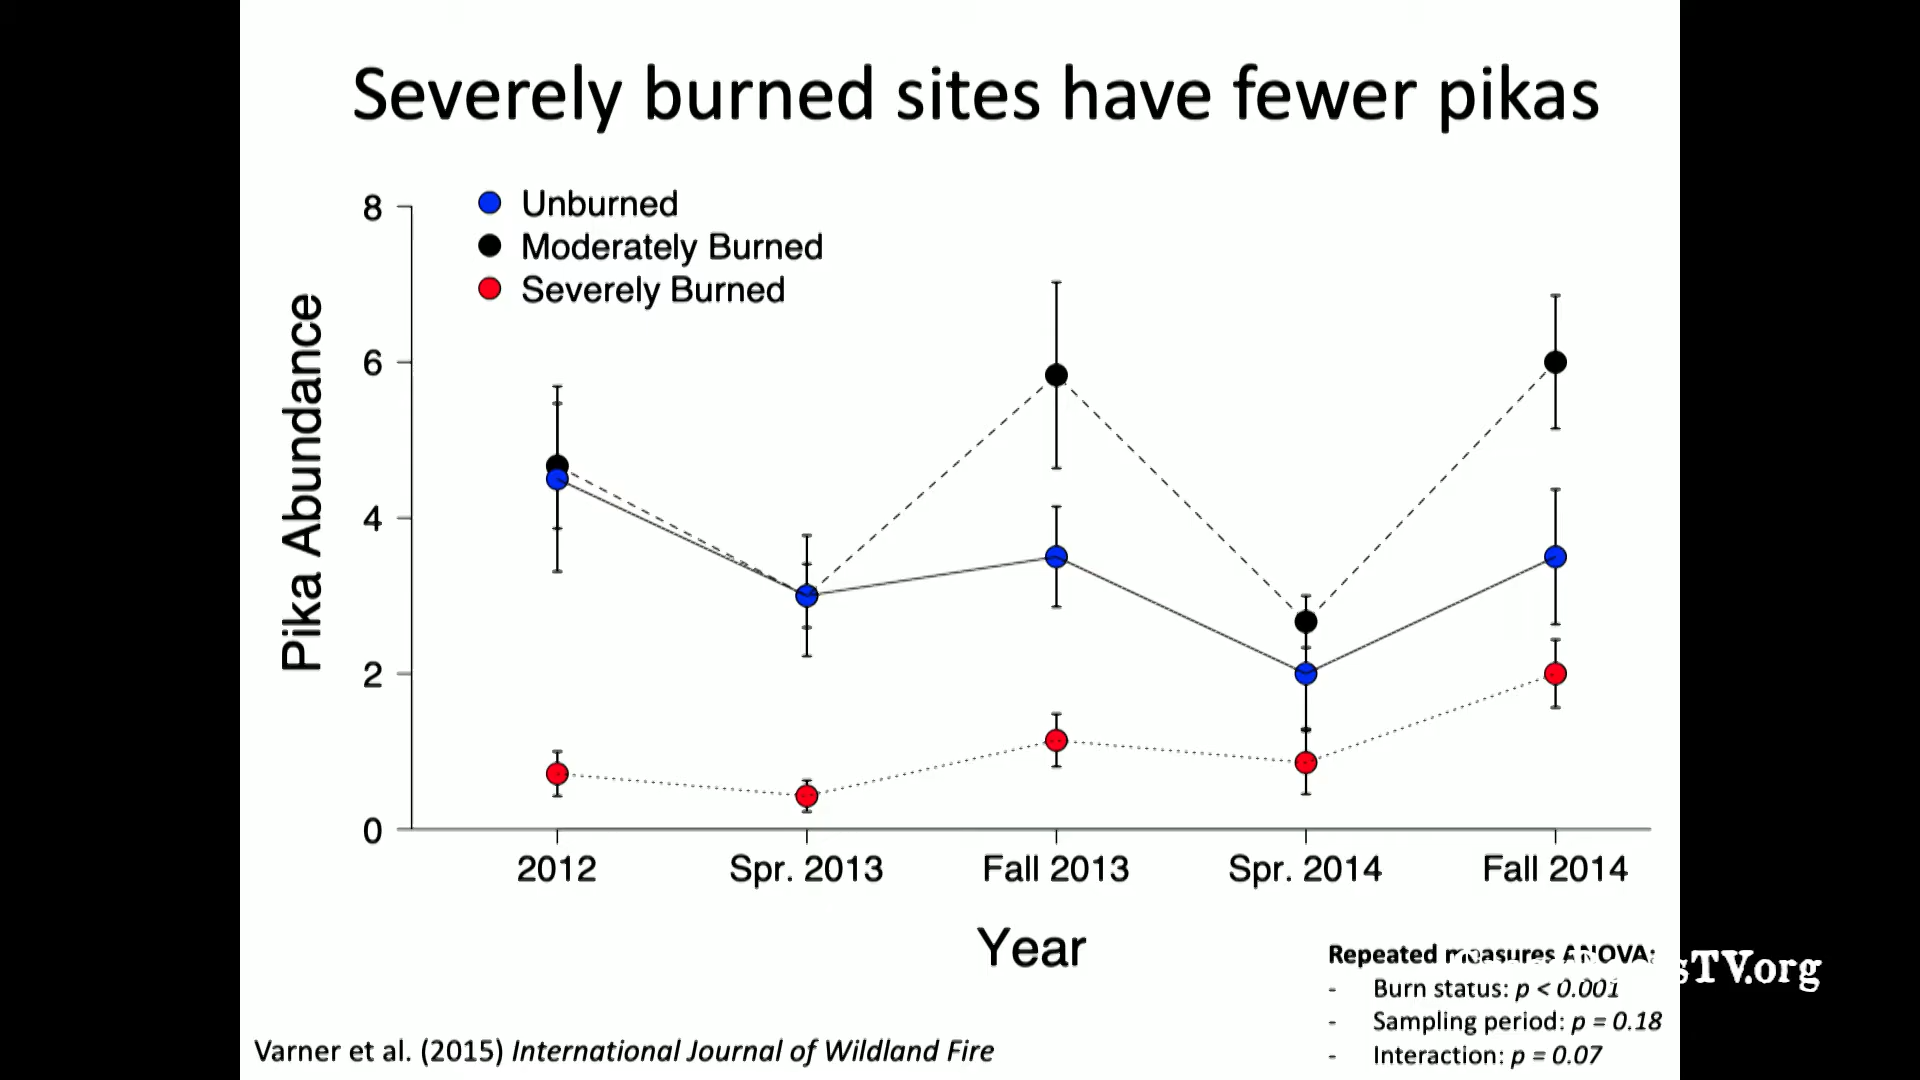 Severely burned sites have fewer pikas
Unburned
Moderately Burned
Severely Burned
8
6
4
2
0
Pika Abundance
2012
Spr. 2013
Fall 2013
Spr. 2014
Fall 2014
Year
Repeated measures ANOVA:
- Burn status: p < 0.001
- Sampling period: p = 0.18
- Interaction: p = 0.07
sTV.org
Varner et al. (2015) International Journal of Wildland Fire